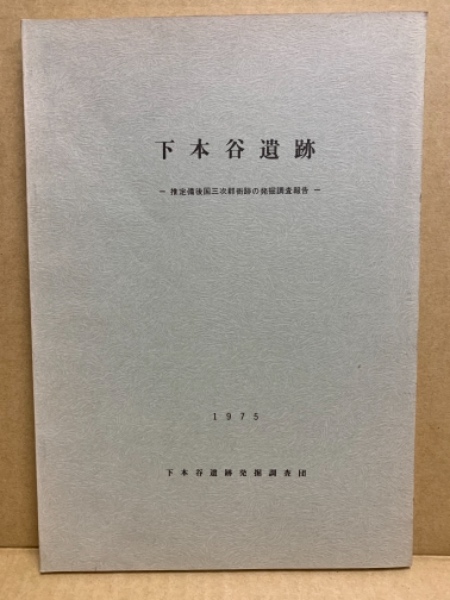 下本谷遺跡
－ 推定備後国三次郡衙跡の発掘調査報告 －
1975
下本谷遺跡発掘調査団